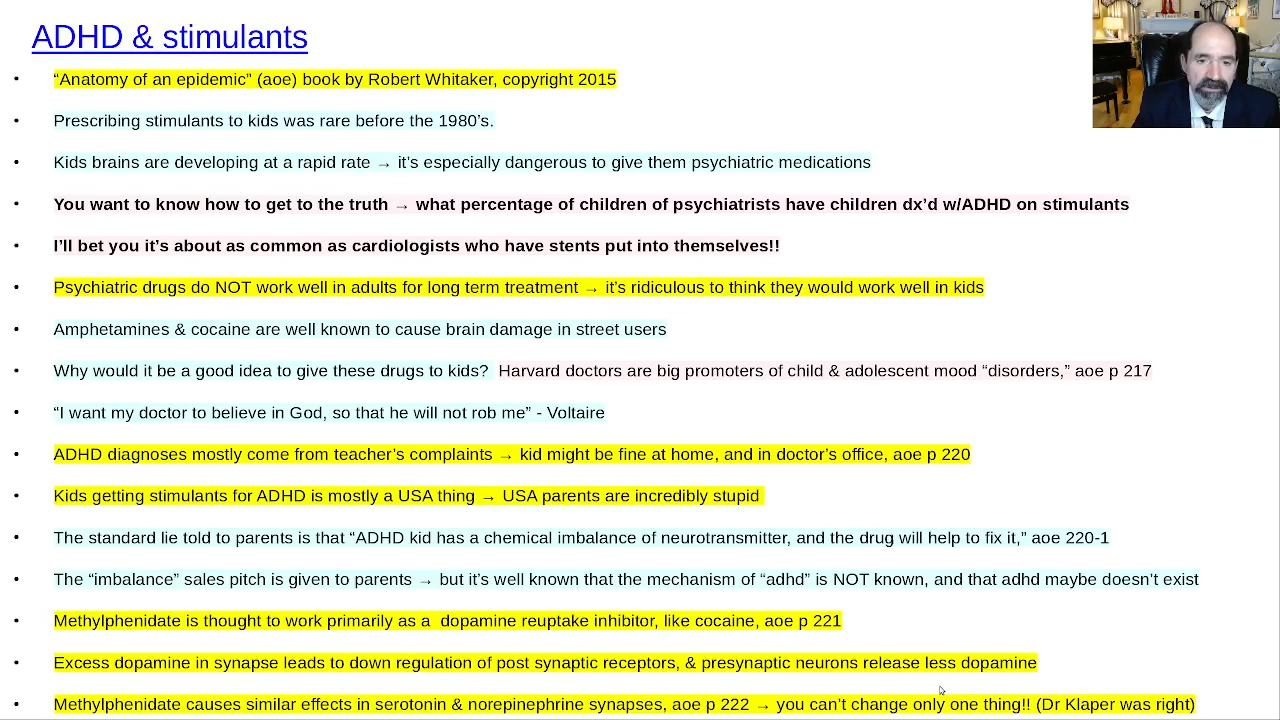 ADHD & stimulants
• “Anatomy of an epidemic” (aoe) book by Robert Whitaker, copyright 2015
• Prescribing stimulants to kids was rare before the 1980’s.
• Kids brains are developing at a rapid rate → it’s especially dangerous to give them psychiatric medications
• You want to know how to get to the truth → what percentage of children of psychiatrists have children dx’d w/ADHD on stimulants
• I’ll bet you it’s about as common as cardiologists who have stents put into themselves!!
• Psychiatric drugs do NOT work well in adults for long term treatment → it’s ridiculous to think they would work well in kids
• Amphetamines & cocaine are well known to cause brain damage in street users
• Why would it be a good idea to give these drugs to kids?  Harvard doctors are big promoters of child & adolescent mood “disorders,” aoe p 217
• “I want my doctor to believe in God, so that he will not rob me” - Voltaire
• ADHD diagnoses mostly come from teacher’s complaints → kid might be fine at home, and in doctor’s office, aoe p 220
• Kids getting stimulants for ADHD is mostly a USA thing → USA parents are incredibly stupid
• The standard lie told to parents is that “ADHD kid has a chemical imbalance of neurotransmitter, and the drug will help to fix it,” aoe 220-1
• The “imbalance” sales pitch is given to parents → but it’s well known that the mechanism of “adhd” is NOT known, and that adhd maybe doesn’t exist
• Methylphenidate is thought to work primarily as a  dopamine reuptake inhibitor, like cocaine, aoe p 221
• Excess dopamine in synapse leads to down regulation of post synaptic receptors, & presynaptic neurons release less dopamine
• Methylphenidate causes similar effects in serotonin & norepinephrine synapses, aoe p 222 → you can’t change only one thing!! (Dr Klaper was right)